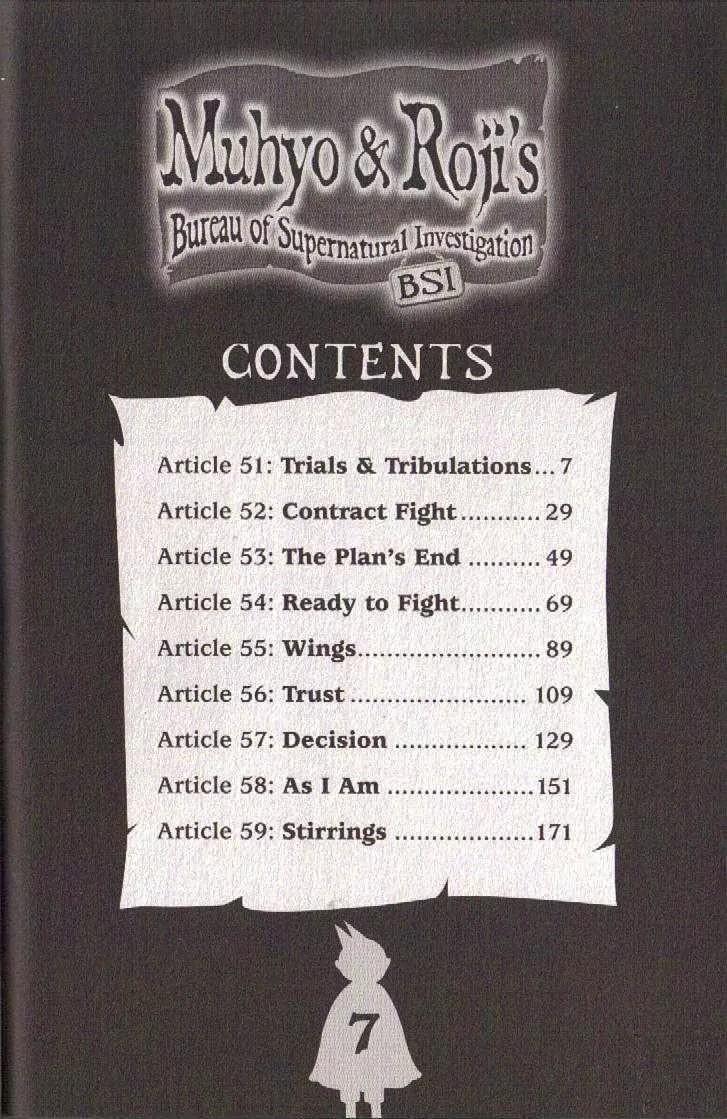 Muhyo & Roji's
Bureau of Supernatural Investigation
BSI
CONTENTS
Article 51: Trials & Tribulations...7
Article 52: Contract Fight...........29
Article 53: The Plan's End ..........49
Article 54: Ready to Fight...........69
Article 55: Wings.........................89
Article 56: Trust ........................109
Article 57: Decision ..................129
Article 58: As I Am ....................151
Article 59: Stirrings ...................171
7